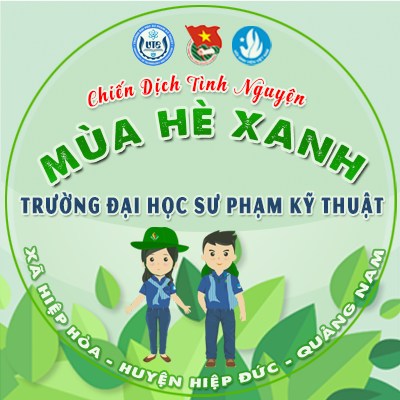 UTE
Chiến Dịch Tình Nguyện
MÙA HÈ XANH
TRƯỜNG ĐẠI HỌC SƯ PHẠM KỸ THUẬT
XÃ HIỆP HÒA - HUYỆN HIỆP ĐỨC - QUẢNG NAM